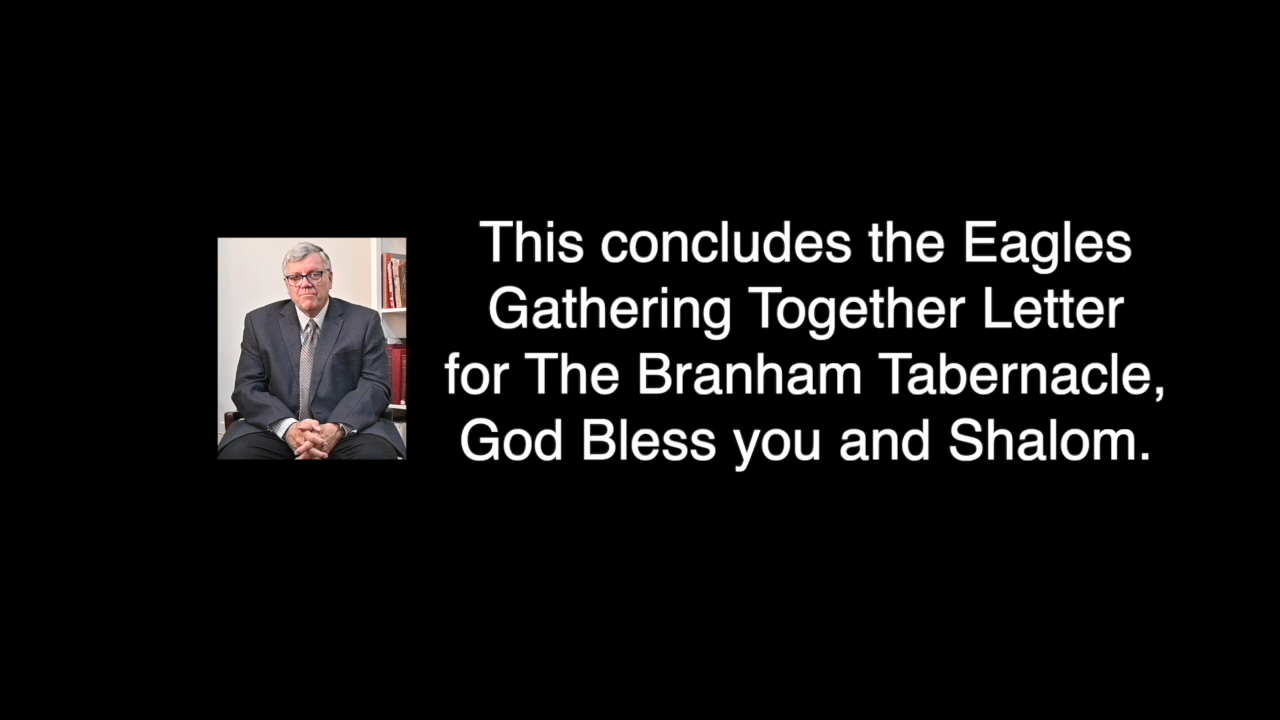 This concludes the Eagles
Gathering Together Letter
for The Branham Tabernacle,
God Bless you and Shalom.